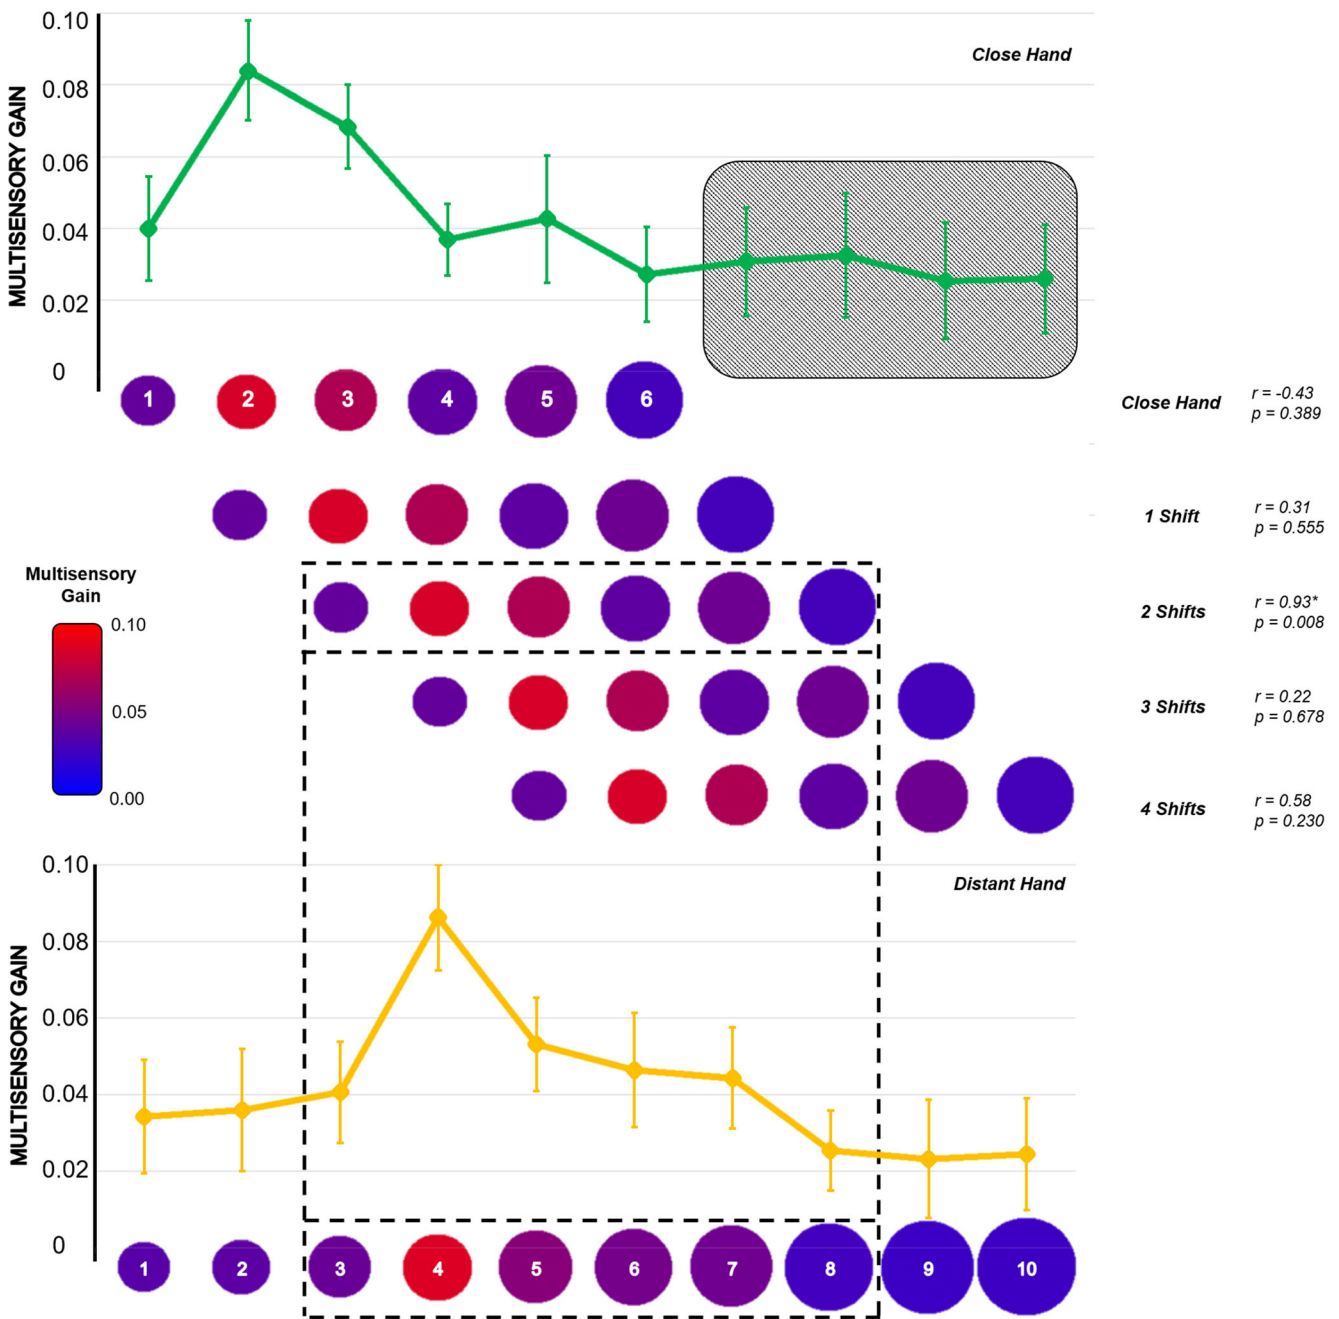 0.10
Close Hand
0.08
MULTISENSORY GAIN
0.06
0.04
0.02
0
1 2 3 4 5 6
Close Hand
r = -0.43
p = 0.389
1 Shift
r = 0.31
p = 0.555
Multisensory
Gain
0.10
0.05
0.00
2 Shifts
r = 0.93*
p = 0.008
3 Shifts
r = 0.22
p = 0.678
4 Shifts
r = 0.58
p = 0.230
0.10
Distant Hand
0.08
MULTISENSORY GAIN
0.06
0.04
0.02
0
1 2 3 4 5 6 7 8 9 10